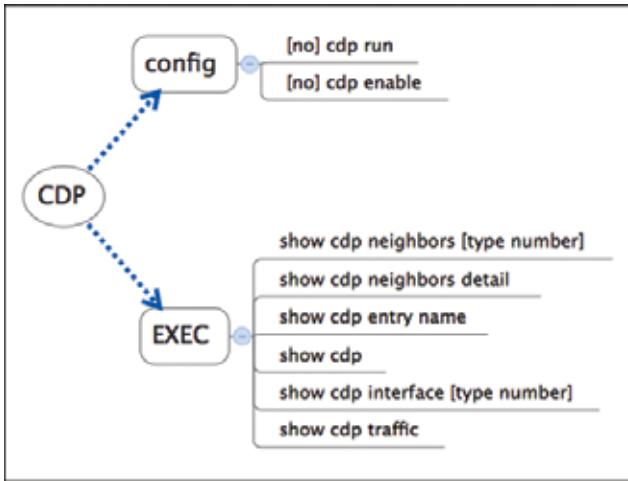 config
[no] cdp run
[no] cdp enable
CDP
show cdp neighbors [type number]
show cdp neighbors detail
show cdp entry name
EXEC
show cdp
show cdp interface [type number]
show cdp traffic